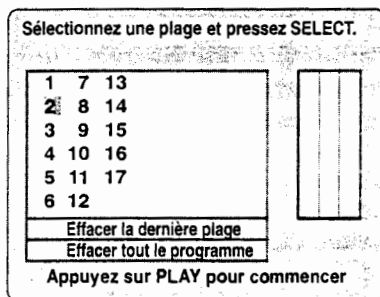 Sélectionnez une plage et pressez SELECT.
1 7 13
2 8 14
3 9 15
4 10 16
5 11 17
6 12
Effacer la dernière plage
Effacer tout le programme
Appuyez sur PLAY pour commencer